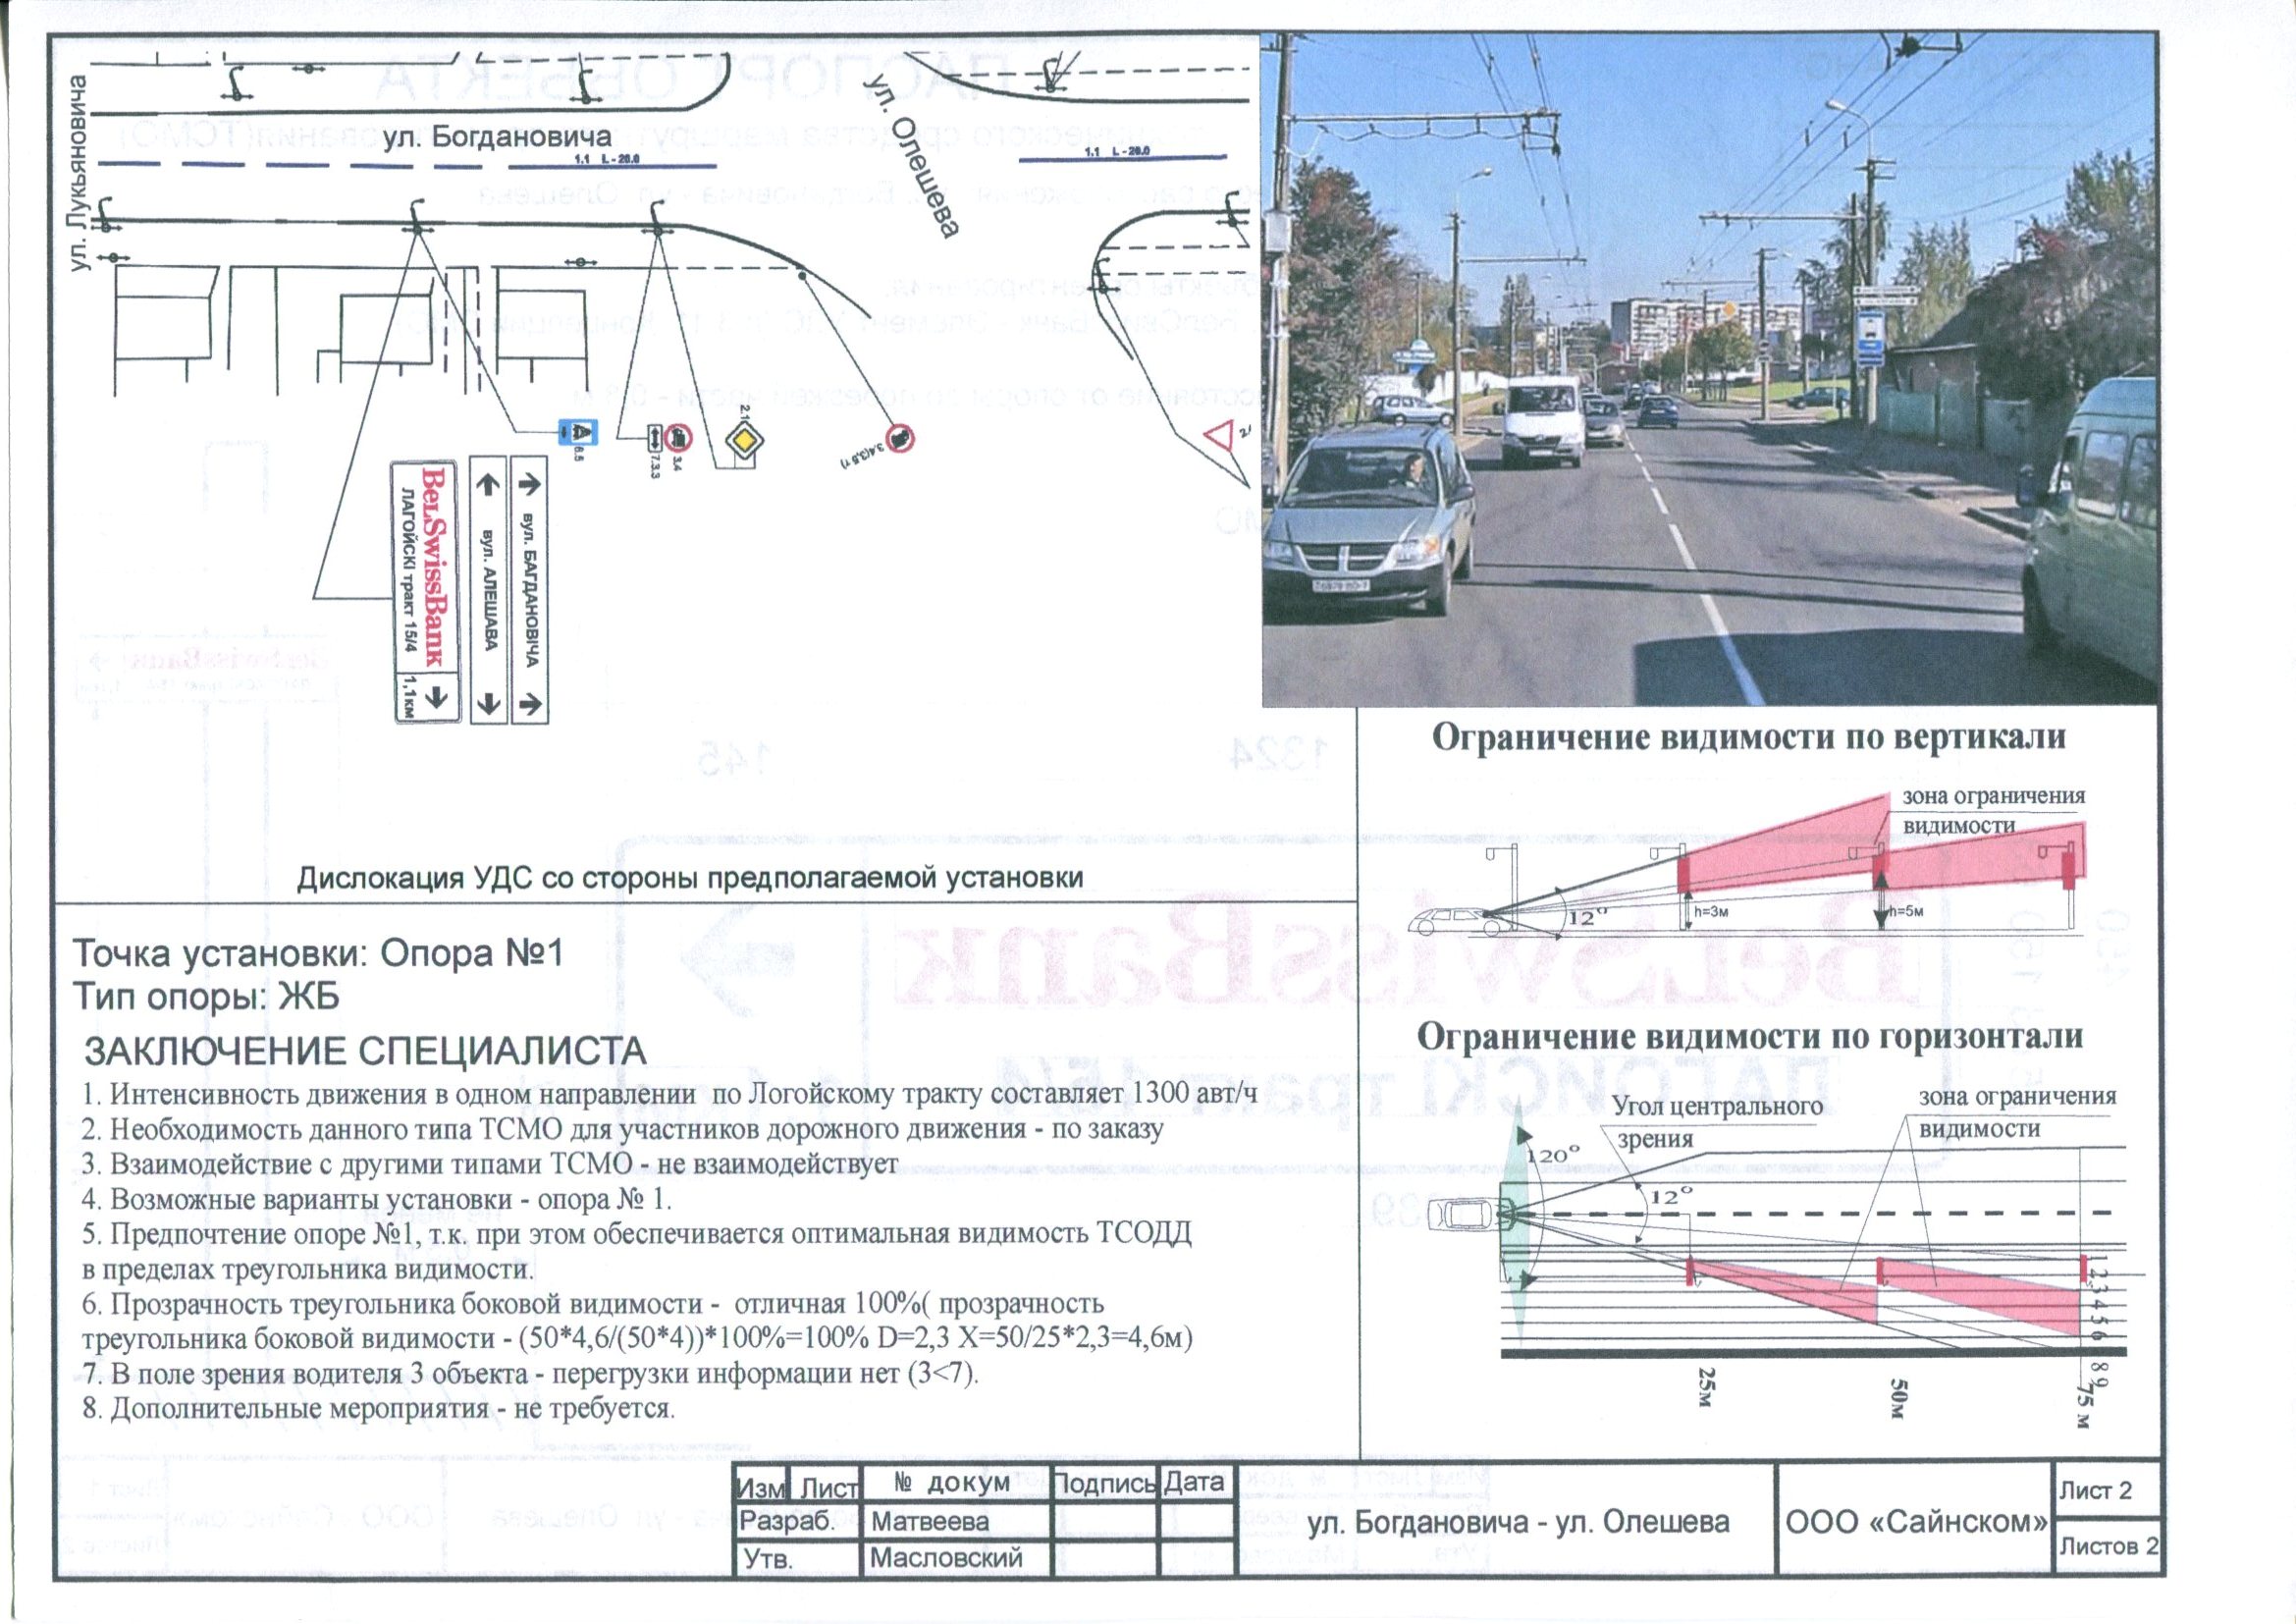 ул. Лукьяновича
ул. Богдановича
1.1 L-20.0
ул. Олешева
1.1 L-20.0
6.5
7.3.3
3.4
3.4(3,5т)
BelSwissBank
ЛАГОЙСКІ тракт 15/4
1,1км
вул. АЛЕШАВА
вул. БАГДАНОВІЧА
Дислокация УДС со стороны предполагаемой установки
Точка установки: Опора №1
Тип опоры: ЖБ
ЗАКЛЮЧЕНИЕ СПЕЦИАЛИСТА
1. Интенсивность движения в одном направлении по Логойскому тракту составляет 1300 авт/ч
2. Необходимость данного типа ТСМО для участников дорожного движения - по заказу
3. Взаимодействие с другими типами ТСМО - не взаимодействует
4. Возможные варианты установки - опора № 1.
5. Предпочтение опоре №1, т.к. при этом обеспечивается оптимальная видимость ТСОДД
в пределах треугольника видимости.
6. Прозрачность треугольника боковой видимости - отличная 100%( прозрачность
треугольника боковой видимости - (50*4,6/(50*4))*100%=100% D=2,3 X=50/25*2,3=4,6м)
7. В поле зрения водителя 3 объекта - перегрузки информации нет (3<7).
8. Дополнительные мероприятия - не требуется.
Ограничение видимости по вертикали
зона ограничения
видимости
12°
h=3м
h=5м
Ограничение видимости по горизонтали
Угол центрального
зрения
зона ограничения
видимости
120°
12°
1 2 3 4 5 6 8 9
25м
50м
75 м
Изм Лист № докум Подпись Дата
Разраб. Матвеева
Утв. Масловский
ул. Богдановича - ул. Олешева
ООО «Сайнском»
Лист 2
Листов 2